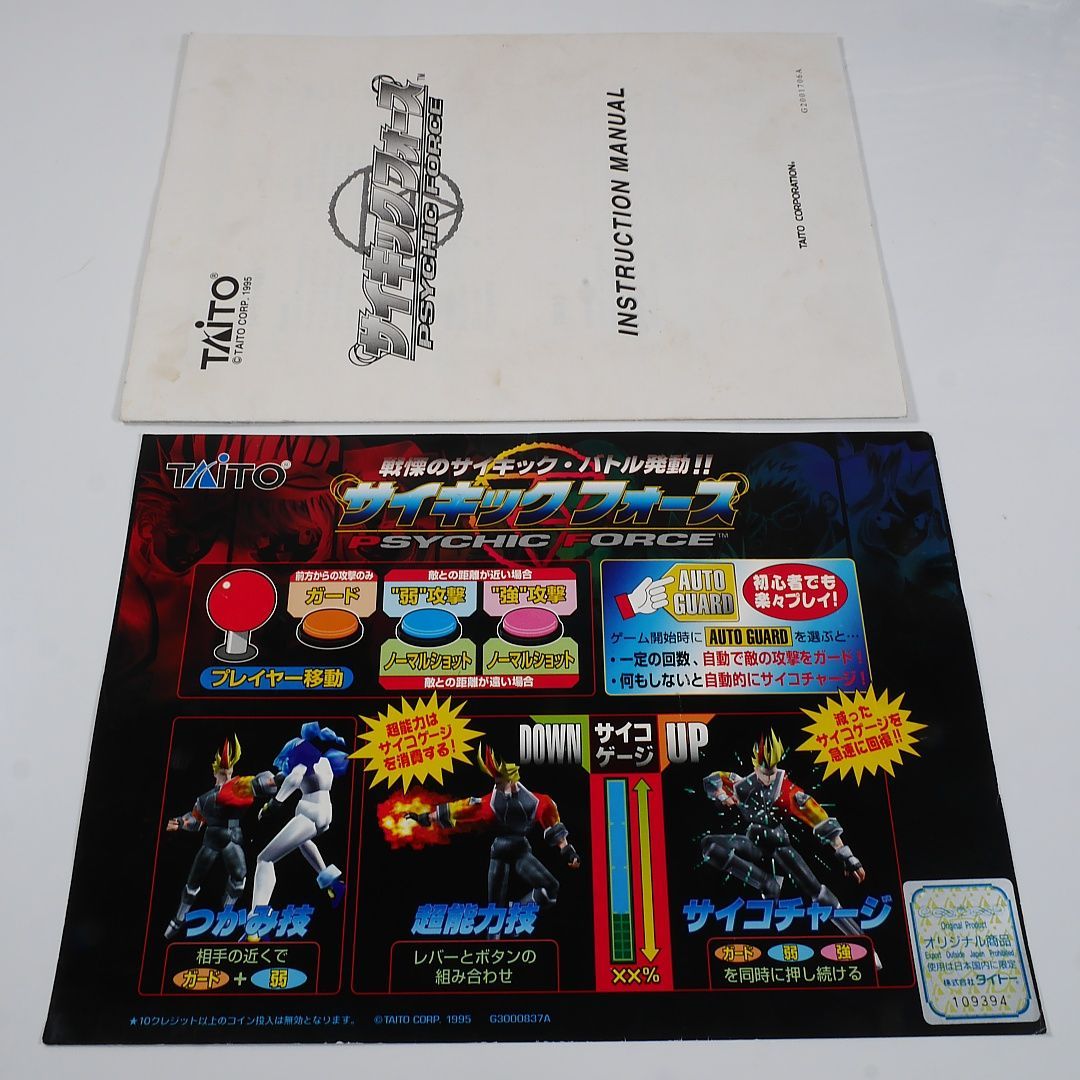 TAITO®
© TAITO CORP. 1995
サイキックフォース™
PSYCHIC FORCE
INSTRUCTION MANUAL
TAITO CORPORATION®
G2001706A
TAITO®
戦慄のサイキック・バトル発動!!
サイキックフォース
PSYCHIC FORCE™
プレイヤー移動
前方からの攻撃のみ
ガード
敵との距離が近い場合
"弱"攻撃
"強"攻撃
ノーマルショット
ノーマルショット
敵との距離が遠い場合
AUTO
GUARD
初心者でも
楽々プレイ!
ゲーム開始時に AUTO GUARD を選ぶと…
・一定の回数、自動で敵の攻撃をガード!
・何もしないと自動的にサイコチャージ!
超能力は
サイコゲージ
を消費する!
DOWN
サイコ
ゲージ
UP
減った
サイコゲージを
急速に回復!!
つかみ技
相手の近くで
ガード + 弱
超能力技
レバーとボタンの
組み合わせ
××%
サイコチャージ
ガード 弱 強
を同時に押し続ける
Original Product
オリジナル商品
Export Outside Japan Prohibited
使用は日本国内に限定
株式会社タイトー
109394
★10クレジット以上のコイン投入は無効となります。 ©TAITO CORP. 1995 G3000837A